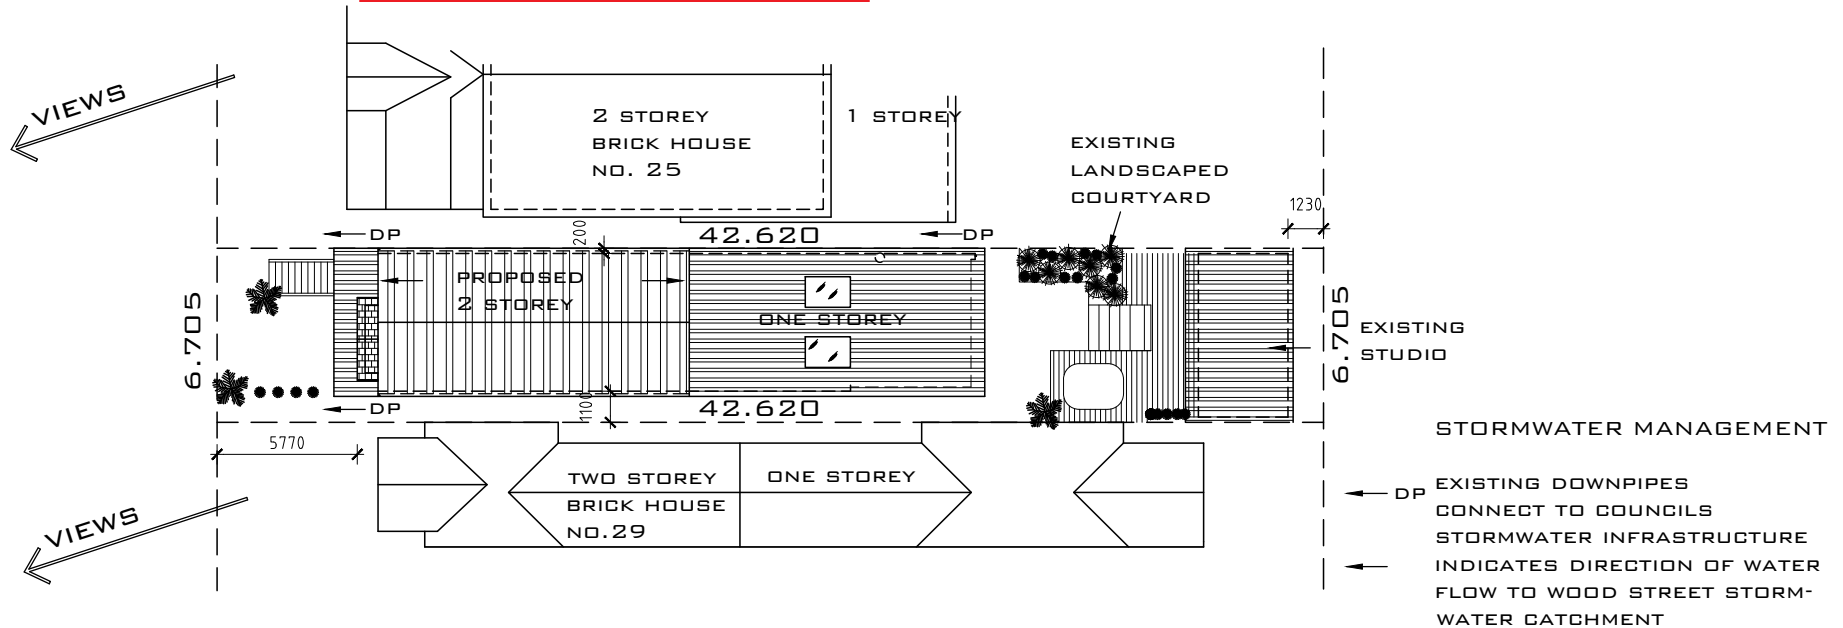 VIEWS
2 STOREY
BRICK HOUSE
NO. 25
1 STOREY
EXISTING
LANDSCAPED
COURTYARD
1230
DP
200
42.620
DP
PROPOSED
2 STOREY
ONE STOREY
6.705
6.705
EXISTING
STUDIO
DP
1100
42.620
5770
TWO STOREY
BRICK HOUSE
NO.29
ONE STOREY
VIEWS
STORMWATER MANAGEMENT
DP
EXISTING DOWNPIPES
CONNECT TO COUNCILS
STORMWATER INFRASTRUCTURE
INDICATES DIRECTION OF WATER
FLOW TO WOOD STREET STORM-
WATER CATCHMENT